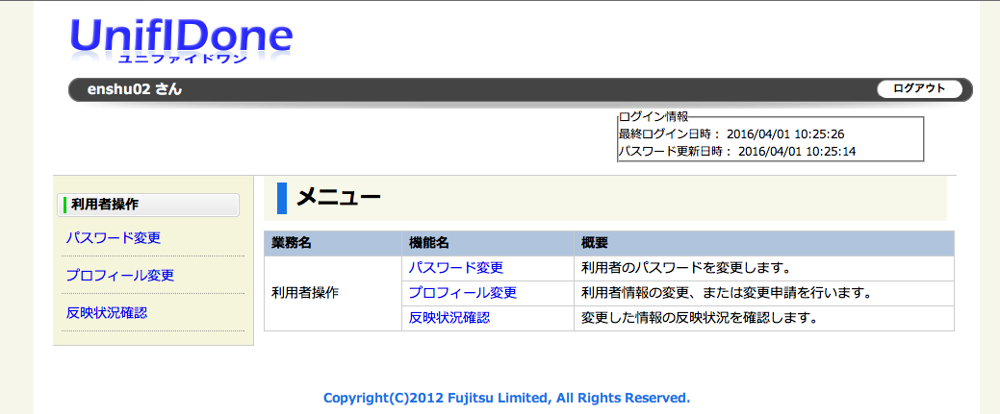 UnifIDone
ユニファイドワン
enshu02 さん
ログアウト
ログイン情報
最終ログイン日時： 2016/04/01 10:25:26
パスワード更新日時： 2016/04/01 10:25:14
利用者操作
パスワード変更
プロフィール変更
反映状況確認
メニュー
業務名 機能名 概要
利用者操作
パスワード変更 利用者のパスワードを変更します。
プロフィール変更 利用者情報の変更、または変更申請を行います。
反映状況確認 変更した情報の反映状況を確認します。
Copyright(C)2012 Fujitsu Limited, All Rights Reserved.